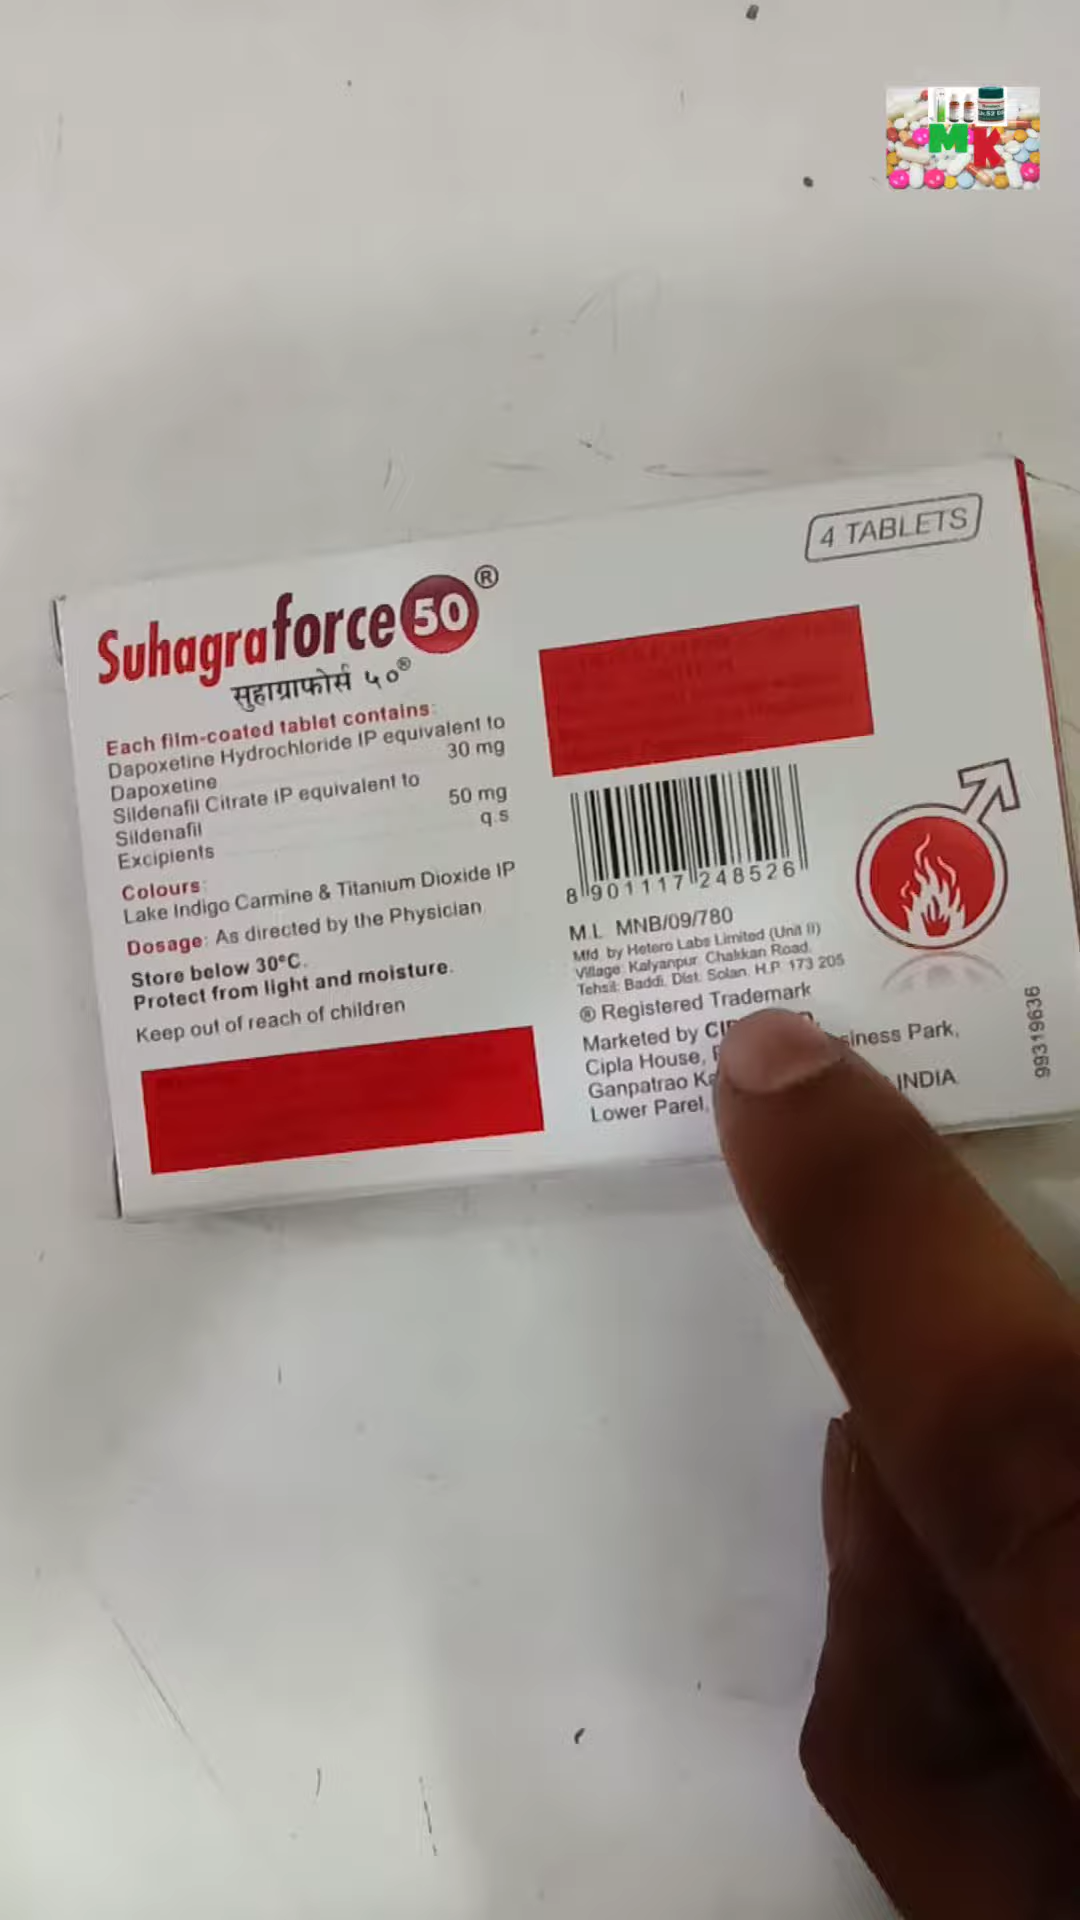 MK
4 TABLETS
Suhagraforce 50 ®
सुहाग्राफोर्स ५०®
Each film-coated tablet contains:
Dapoxetine Hydrochloride IP equivalent to
Dapoxetine 30 mg
Sildenafil Citrate IP equivalent to
Sildenafil 50 mg
Excipients q.s
Colours:
Lake Indigo Carmine & Titanium Dioxide IP
Dosage: As directed by the Physician
Store below 30°C.
Protect from light and moisture.
Keep out of reach of children
8 901117 248526
M.L. MNB/09/780
Mfd. by Hetero Labs Limited (Unit II)
Village: Kalyanpur, Chakkan Road,
Tehsil: Baddi, Dist. Solan, H.P. 173 205
® Registered Trademark
Marketed by
Cipla House, Park,
Ganpatrao INDIA
Lower Parel,
99319636